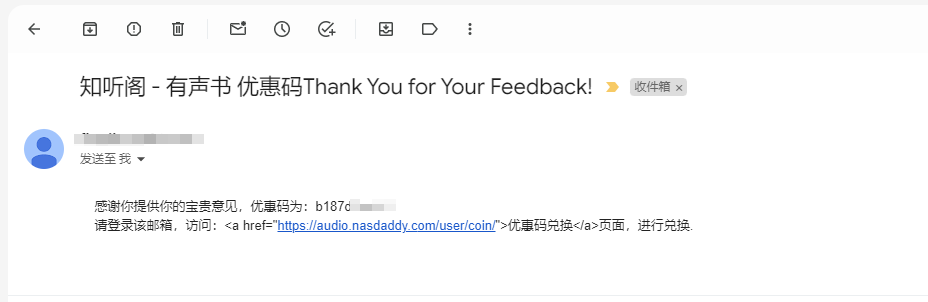 知听阁 - 有声书 优惠码Thank You for Your Feedback!
收件箱 ×
发送至 我
感谢你提供你的宝贵意见，优惠码为：b187d
请登录该邮箱，访问：<a href="https://audio.nasdaddy.com/user/coin/">优惠码兑换</a>页面，进行兑换.